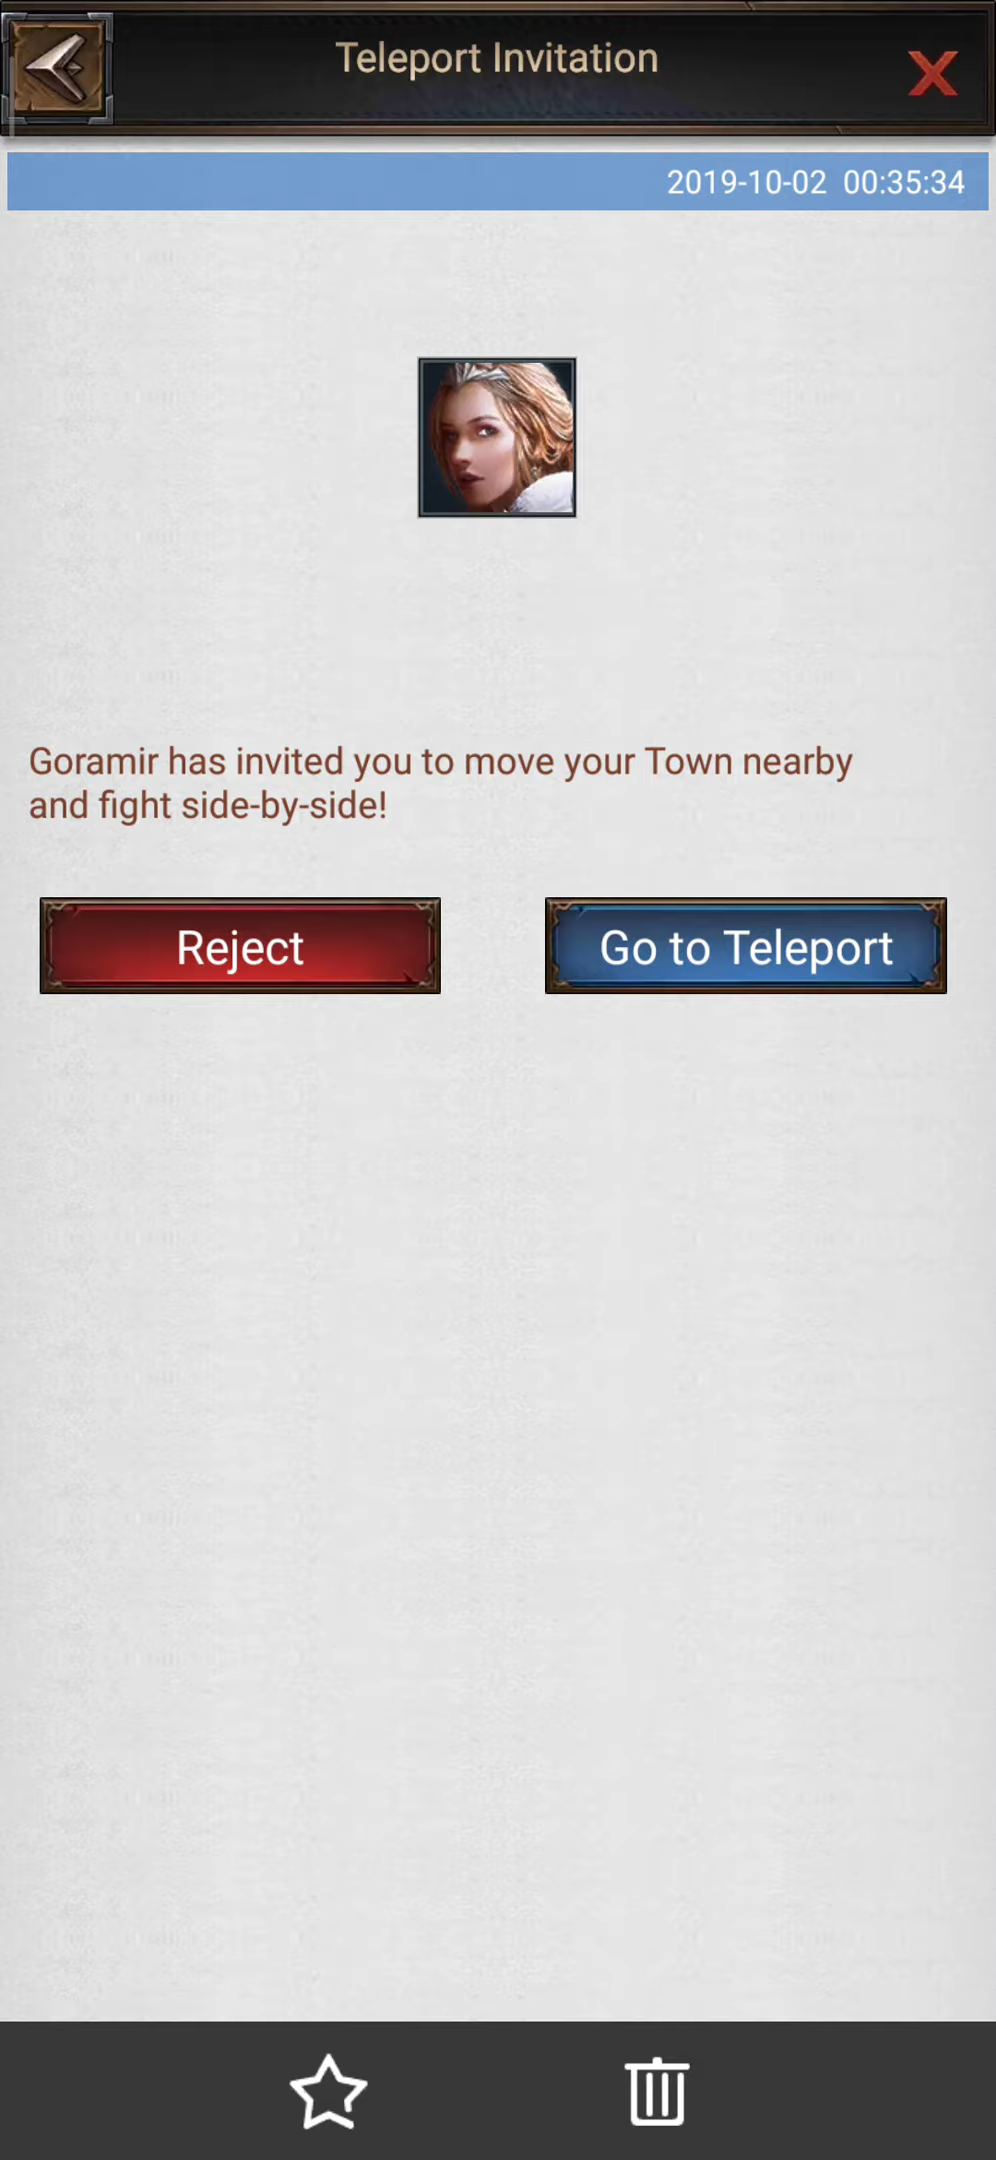 Teleport Invitation
2019-10-02 00:35:34
Goramir has invited you to move your Town nearby
and fight side-by-side!
Reject
Go to Teleport